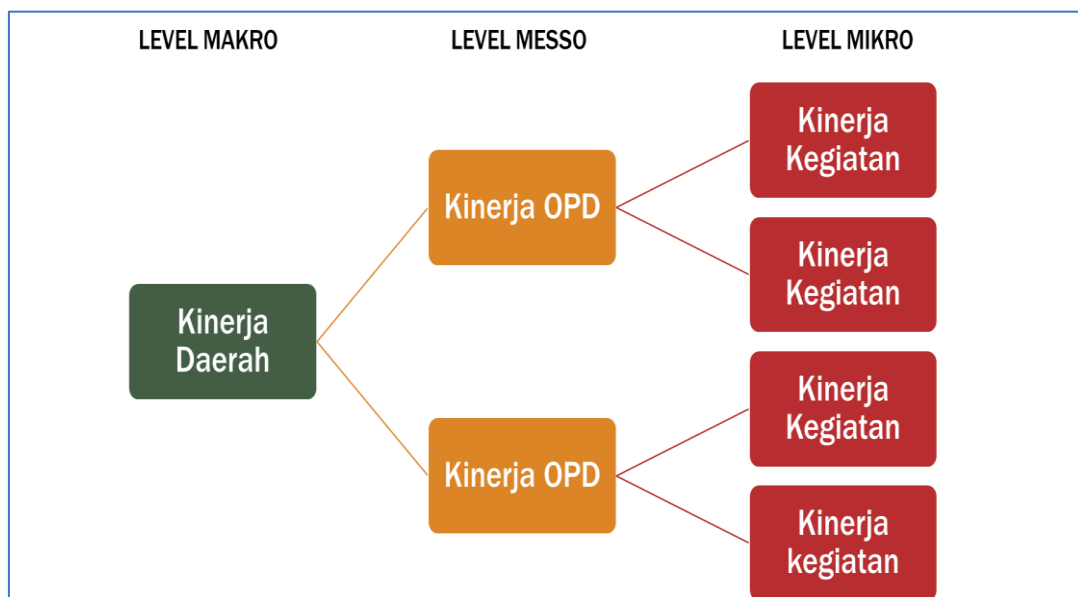 LEVEL MAKRO
LEVEL MESSO
LEVEL MIKRO
Kinerja
Daerah
Kinerja OPD
Kinerja OPD
Kinerja
Kegiatan
Kinerja
Kegiatan
Kinerja
Kegiatan
Kinerja
kegiatan